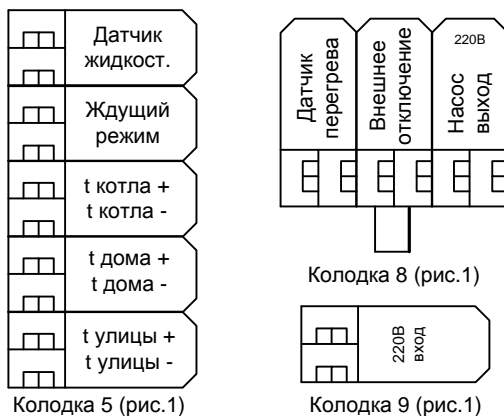 Датчик
жидкост.
Ждущий
режим
t котла +
t котла -
t дома +
t дома -
t улицы +
t улицы -
Колодка 5 (рис.1)
Датчик
перегрева
Внешнее
отключение
220В
Насос
выход
Колодка 8 (рис.1)
220В
вход
Колодка 9 (рис.1)